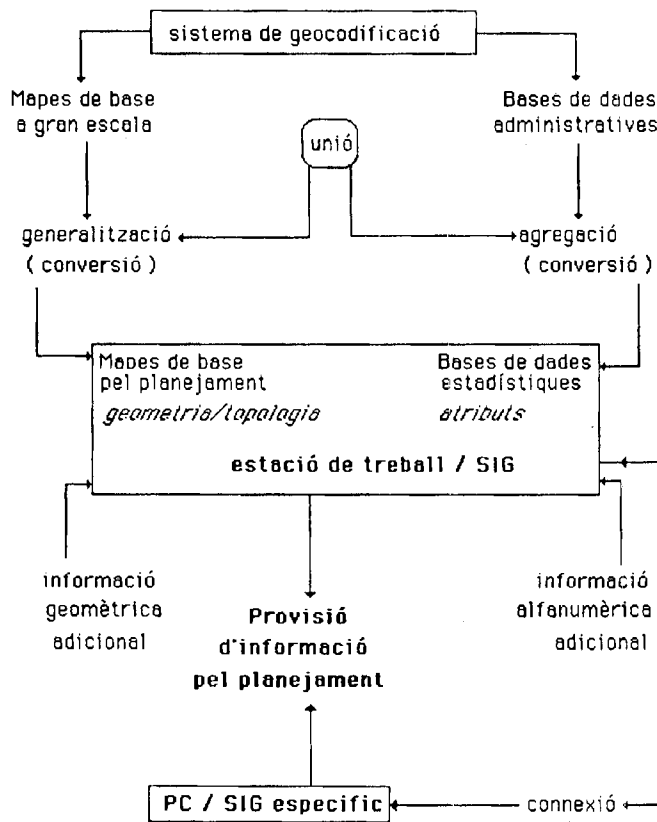 sistema de geocodificació
Mapes de base
a gran escala
Bases de dades
administratives
unió
generalització
( conversió )
agregació
( conversió )
Mapes de base
pel planejament
geometria/topologia
Bases de dades
estadístiques
atributs
estació de treball / SIG
informació
geomètrica
adicional
Provisió
d'informació
pel planejament
informació
alfanumèrica
adicional
PC / SIG especific
connexió